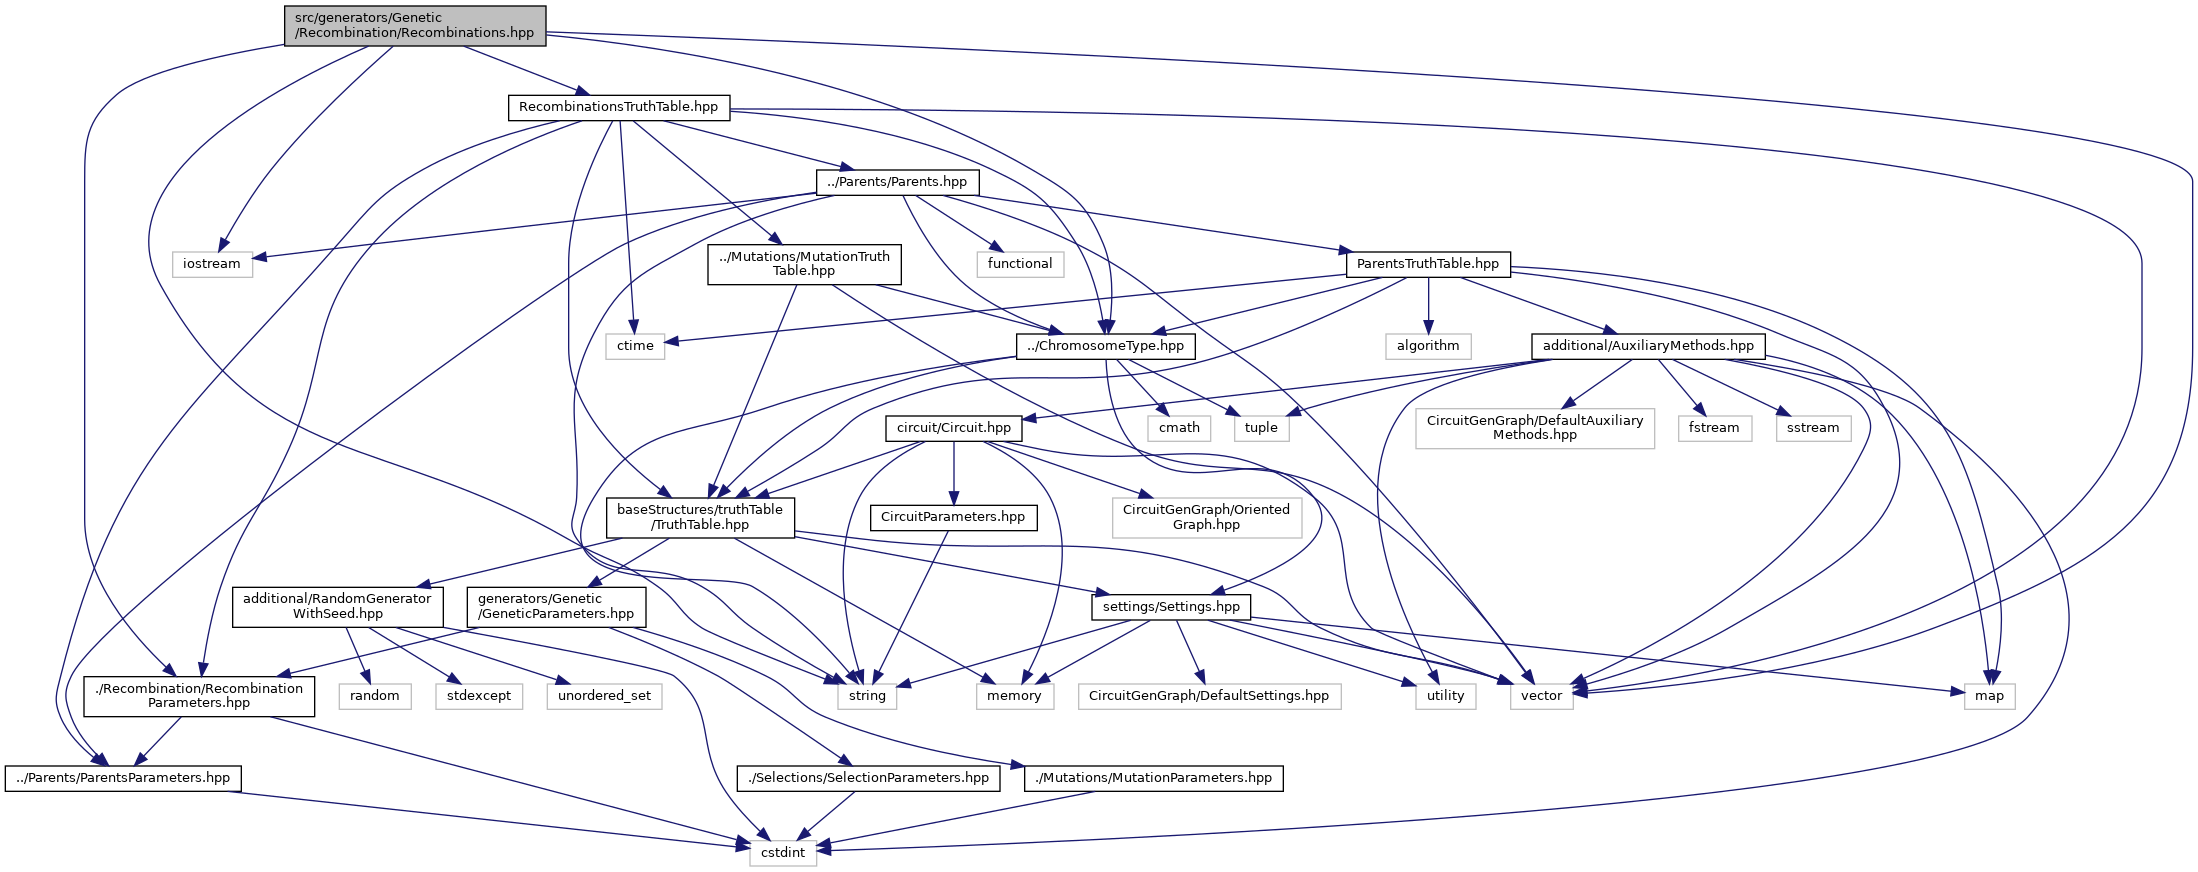 src/generators/Genetic
/Recombination/Recombinations.hpp
RecombinationsTruthTable.hpp
../Parents/Parents.hpp
iostream
../Mutations/MutationTruth
Table.hpp
functional
ParentsTruthTable.hpp
ctime
../ChromosomeType.hpp
algorithm
additional/AuxiliaryMethods.hpp
circuit/Circuit.hpp
cmath
tuple
CircuitGenGraph/DefaultAuxiliary
Methods.hpp
fstream
sstream
baseStructures/truthTable
/TruthTable.hpp
CircuitParameters.hpp
CircuitGenGraph/Oriented
Graph.hpp
additional/RandomGenerator
WithSeed.hpp
generators/Genetic
/GeneticParameters.hpp
settings/Settings.hpp
./Recombination/Recombination
Parameters.hpp
random
stdexcept
unordered_set
string
memory
CircuitGenGraph/DefaultSettings.hpp
utility
vector
map
../Parents/ParentsParameters.hpp
./Selections/SelectionParameters.hpp
./Mutations/MutationParameters.hpp
cstdint